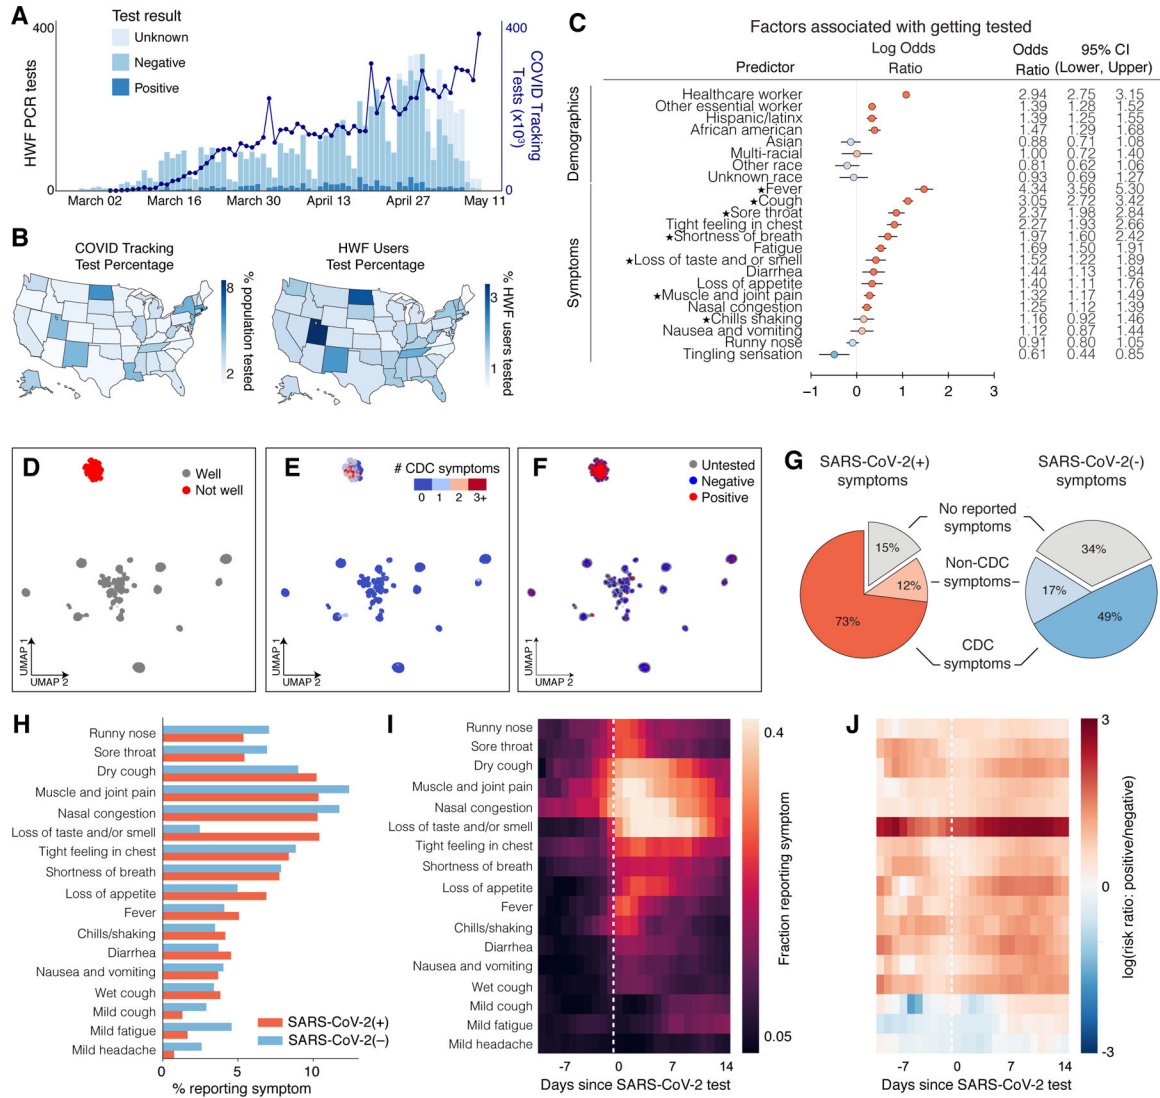 A
Test result
Unknown
Negative
Positive
400
0
HWF PCR tests
400
0
COVID Tracking
Tests (x10³)
March 02
March 16
March 30
April 13
April 27
May 11
B
COVID Tracking
Test Percentage
8
2
% population tested
HWF Users
Test Percentage
3
1
% HWF users tested
C
Factors associated with getting tested
Predictor
Log Odds
Ratio
Odds
Ratio
95% CI
(Lower, Upper)
Demographics
Healthcare worker 2.94 2.75 3.15
Other essential worker 1.39 1.28 1.52
Hispanic/latinx 1.39 1.25 1.55
African american 1.47 1.29 1.68
Asian 0.88 0.71 1.08
Multi-racial 1.00 0.72 1.40
Other race 0.81 0.62 1.06
Unknown race 0.93 0.69 1.27
Symptoms
★Fever 4.34 3.56 5.30
★Cough 3.05 2.72 3.42
★Sore throat 2.37 1.98 2.84
Tight feeling in chest 2.27 1.93 2.66
★Shortness of breath 1.97 1.60 2.42
Fatigue 1.69 1.50 1.91
★Loss of taste and or smell 1.52 1.22 1.89
Diarrhea 1.44 1.13 1.84
Loss of appetite 1.40 1.11 1.76
★Muscle and joint pain 1.32 1.17 1.49
Nasal congestion 1.25 1.12 1.39
★Chills shaking 1.16 0.92 1.46
Nausea and vomiting 1.12 0.87 1.44
Runny nose 0.91 0.80 1.05
Tingling sensation 0.61 0.44 0.85
−1 0 1 2 3
D
Well
Not well
UMAP 1
UMAP 2
E
# CDC symptoms
0 1 2 3+
UMAP 1
UMAP 2
F
Untested
Negative
Positive
UMAP 1
UMAP 2
G
SARS-CoV-2(+)
symptoms
SARS-CoV-2(-)
symptoms
No reported
symptoms
Non-CDC
symptoms
CDC
symptoms
15%
12%
73%
34%
17%
49%
H
Runny nose
Sore throat
Dry cough
Muscle and joint pain
Nasal congestion
Loss of taste and/or smell
Tight feeling in chest
Shortness of breath
Loss of appetite
Fever
Chills/shaking
Diarrhea
Nausea and vomiting
Wet cough
Mild cough
Mild fatigue
Mild headache
SARS-CoV-2(+)
SARS-CoV-2(−)
0 5 10
% reporting symptom
I
Runny nose
Sore throat
Dry cough
Muscle and joint pain
Nasal congestion
Loss of taste and/or smell
Tight feeling in chest
Shortness of breath
Loss of appetite
Fever
Chills/shaking
Diarrhea
Nausea and vomiting
Wet cough
Mild cough
Mild fatigue
Mild headache
-7 0 7 14
Days since SARS-CoV-2 test
0.4
0.05
Fraction reporting symptom
J
-7 0 7 14
Days since SARS-CoV-2 test
3
0
-3
log(risk ratio: positive/negative)